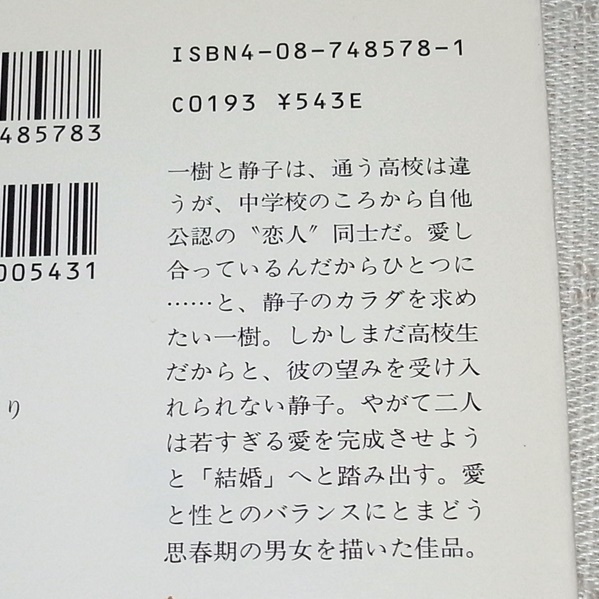 ISBN4-08-748578-1
C0193 ¥543E
485783
005431
一樹と静子は、通う高校は違
うが、中学校のころから自他
公認の〝恋人〟同士だ。愛し
合っているんだからひとつに
……と、静子のカラダを求め
たい一樹。しかしまだ高校生
だからと、彼の望みを受け入
れられない静子。やがて二人
は若すぎる愛を完成させよう
と「結婚」へと踏み出す。愛
と性とのバランスにとまどう
思春期の男女を描いた佳品。
り